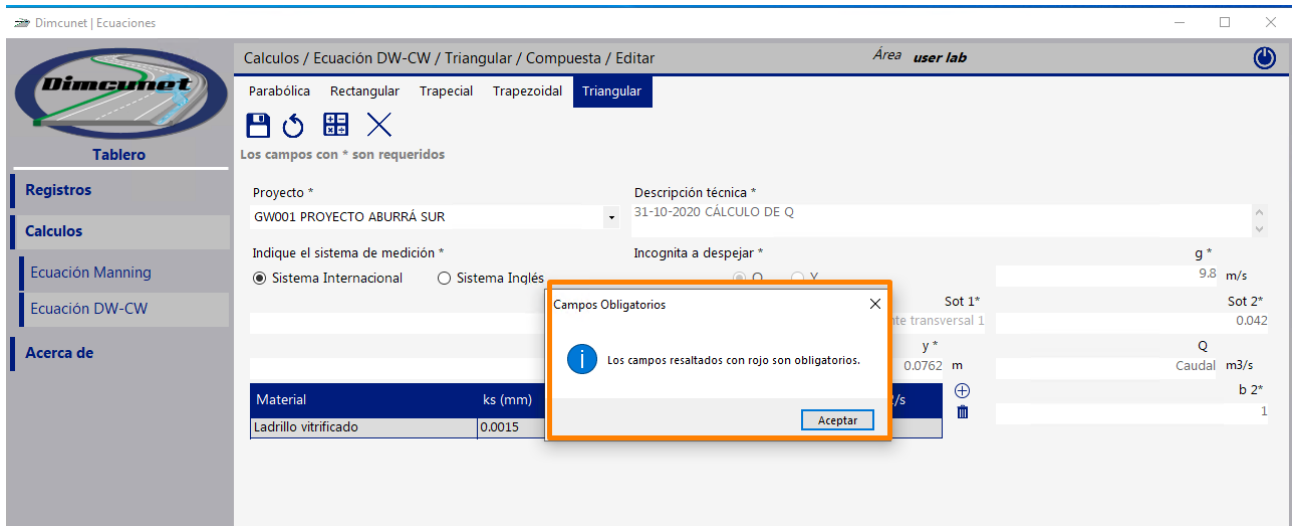 Dimcunet | Ecuaciones
Dimcunet
Calculos / Ecuación DW-CW / Triangular / Compuesta / Editar
Área user lab
Parabólica Rectangular Trapecial Trapezoidal Triangular
Tablero
Los campos con * son requeridos
Registros
Calculos
Ecuación Manning
Ecuación DW-CW
Acerca de
Proyecto *
Descripción técnica *
GW001 PROYECTO ABURRÁ SUR
31-10-2020 CÁLCULO DE Q
Indique el sistema de medición *
Incognita a despejar *
g *
Sistema Internacional Sistema Inglés
Q Y
9.8 m/s
Campos Obligatorios
Los campos resaltados con rojo son obligatorios.
Aceptar
Sot 1*
Sot 2*
transversal 1
0.042
y *
Q
0.0762 m
Caudal m3/s
Material ks (mm)
/s
b 2*
Ladrillo vitrificado 0.0015
1